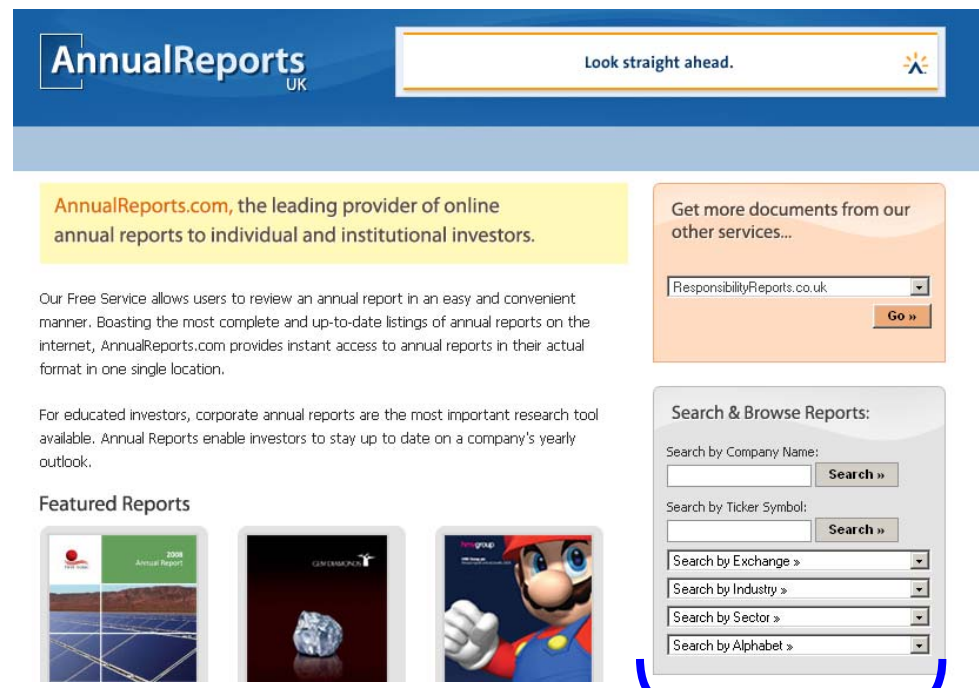 AnnualReports
UK
Look straight ahead.
AnnualReports.com, the leading provider of online
annual reports to individual and institutional investors.
Our Free Service allows users to review an annual report in an easy and convenient
manner. Boasting the most complete and up-to-date listings of annual reports on the
internet, AnnualReports.com provides instant access to annual reports in their actual
format in one single location.
For educated investors, corporate annual reports are the most important research tool
available. Annual Reports enable investors to stay up to date on a company's yearly
outlook.
Featured Reports
2008
Annual Report
GEM DIAMONDS
Get more documents from our
other services...
ResponsibilityReports.co.uk
Go »
Search & Browse Reports:
Search by Company Name:
Search »
Search by Ticker Symbol:
Search »
Search by Exchange »
Search by Industry »
Search by Sector »
Search by Alphabet »